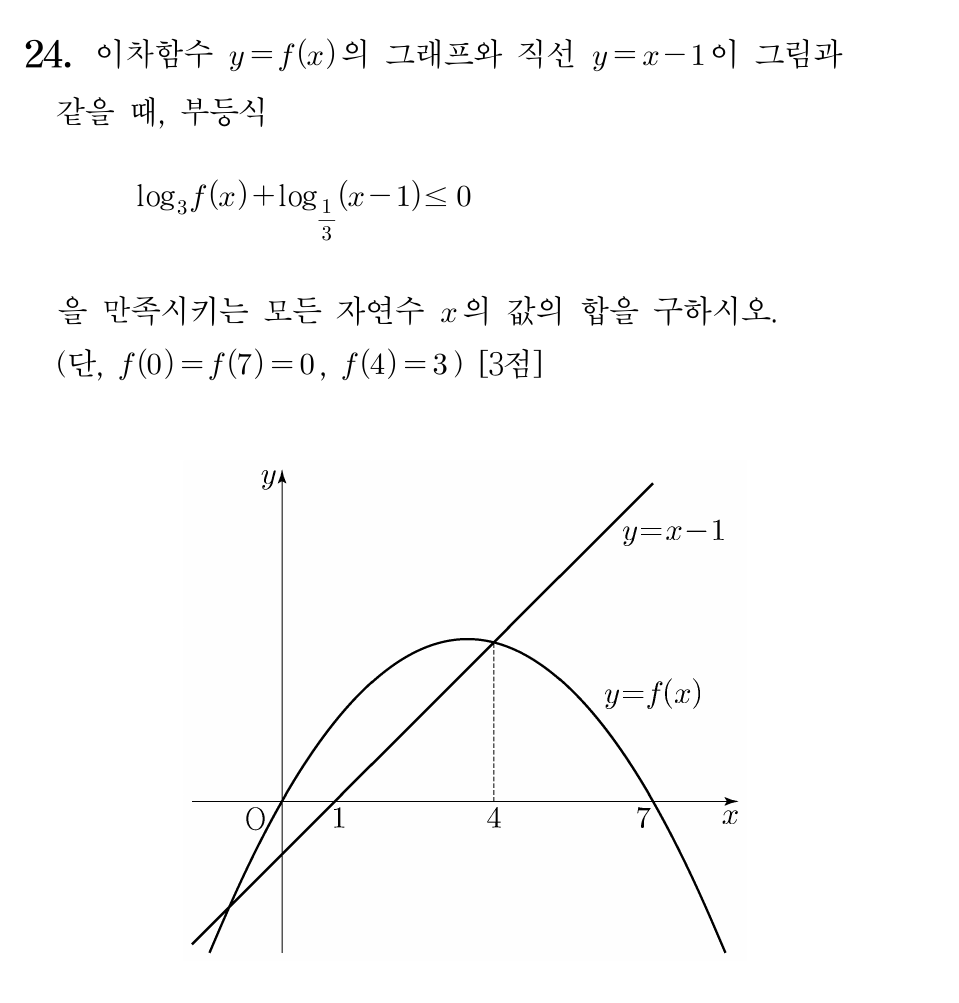 24. 이차함수 y=f(x)의 그래프와 직선 y=x−1이 그림과
같을 때, 부등식
log₃f(x)+log_{1/3}(x−1)≤0
을 만족시키는 모든 자연수 x의 값의 합을 구하시오.
(단, f(0)=f(7)=0, f(4)=3) [3점]
y
y=x−1
y=f(x)
O 1 4 7 x